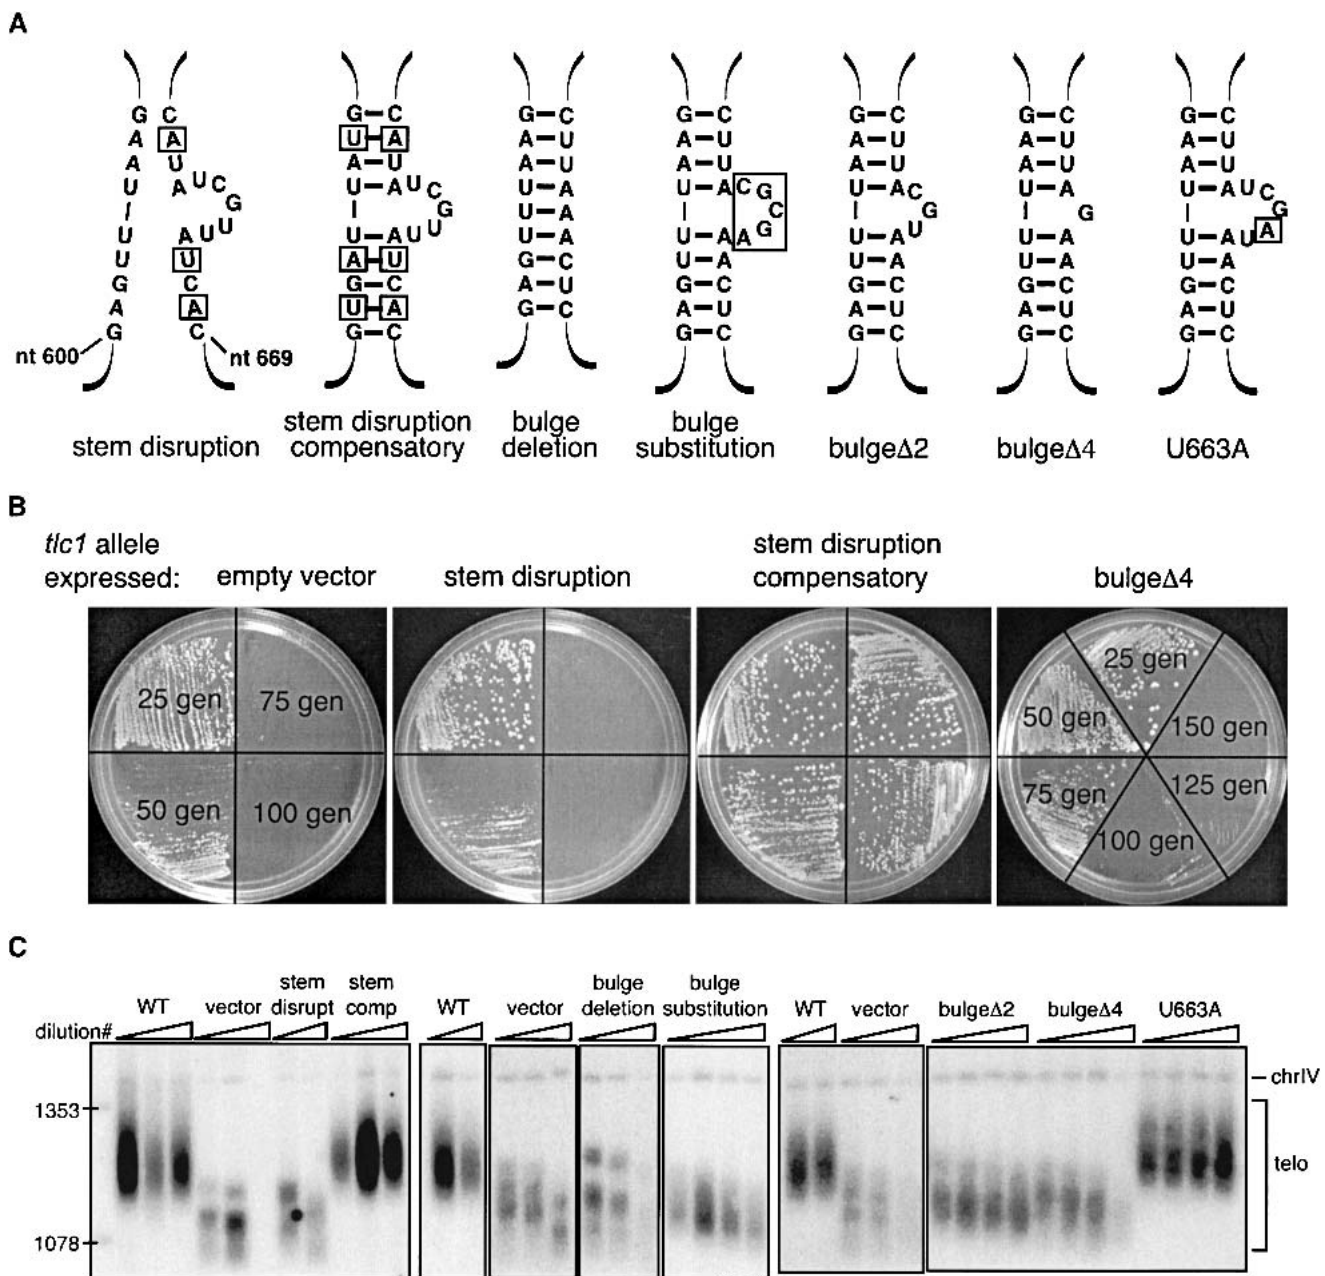 A
G C
A A
A U
U A U C
G
U A U U
U U
G C
A A
G C
nt 600
nt 669
stem disruption
G C
U A
A U
U A U C
G
U A U U
A U
G C
U A
G C
stem disruption
compensatory
G C
A U
A U
U A
U A
U A
G C
A U
G C
bulge
deletion
G C
A U
A U
U A C G
C
U A A G
U A
G C
A U
G C
bulge
substitution
G C
A U
A U
U A C
G
U A U
U A
G C
A U
G C
bulgeΔ2
G C
A U
A U
U A
G
U A
U A
G C
A U
G C
bulgeΔ4
G C
A U
A U
U A U C
G
U A U A
U A
G C
A U
G C
U663A
B
tlc1 allele
expressed:
empty vector
stem disruption
stem disruption
compensatory
bulgeΔ4
25 gen
75 gen
50 gen
100 gen
25 gen
50 gen
150 gen
75 gen
125 gen
100 gen
C
dilution#
WT
vector
stem
disrupt
stem
comp
WT
vector
bulge
deletion
bulge
substitution
WT
vector
bulgeΔ2
bulgeΔ4
U663A
1353
1078
chrIV
telo